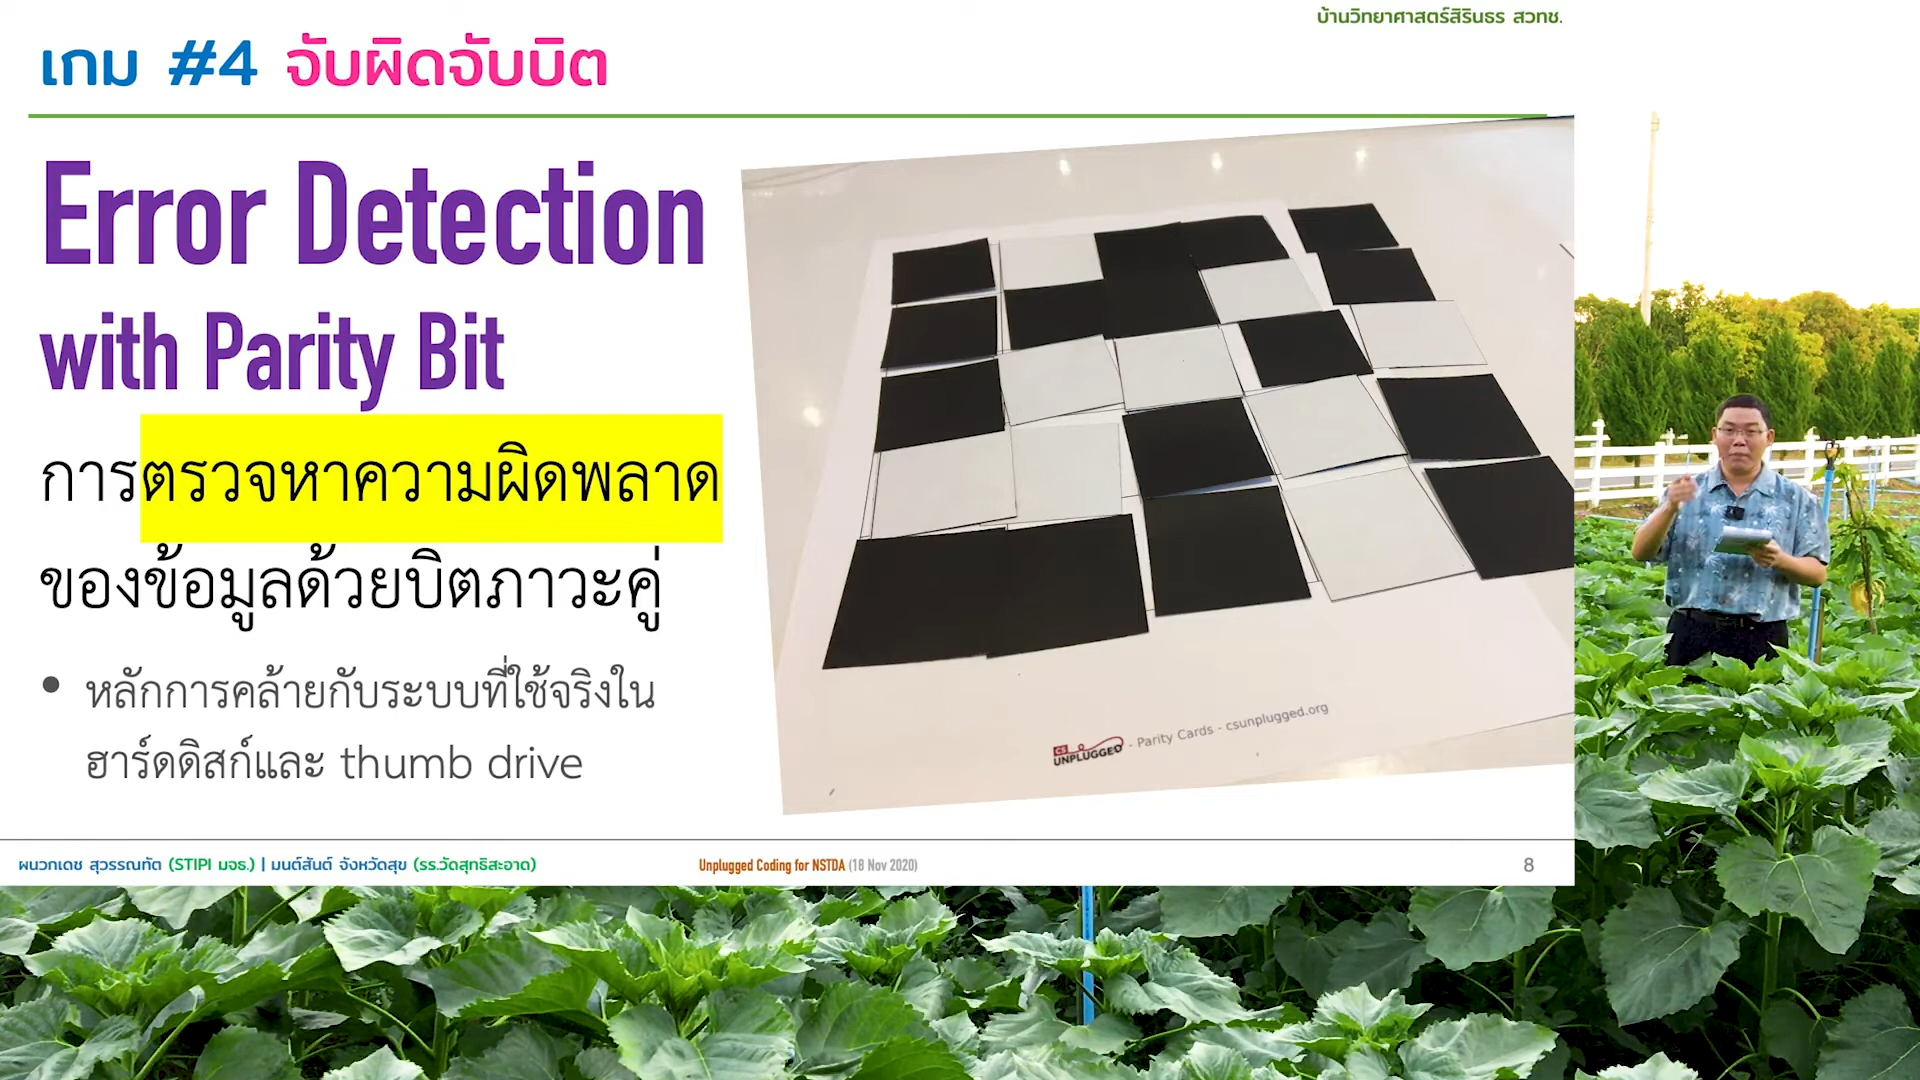 บ้านวิทยาศาสตร์สิรินธร สวทช.
เกม #4 จับผิดจับบิต
Error Detection
with Parity Bit
การตรวจหาความผิดพลาด
ของข้อมูลด้วยบิตภาวะคู่
• หลักการคล้ายกับระบบที่ใช้จริงใน
ฮาร์ดดิสก์และ thumb drive
CS UNPLUGGED - Parity Cards - csunplugged.org
ผนวกเดช สุวรรณทัต (STIPI มจธ.) | มนต์สันต์ จังหวัดสุข (รร.วัดสุทธิสะอาด)
Unplugged Coding for NSTDA (18 Nov 2020)
8